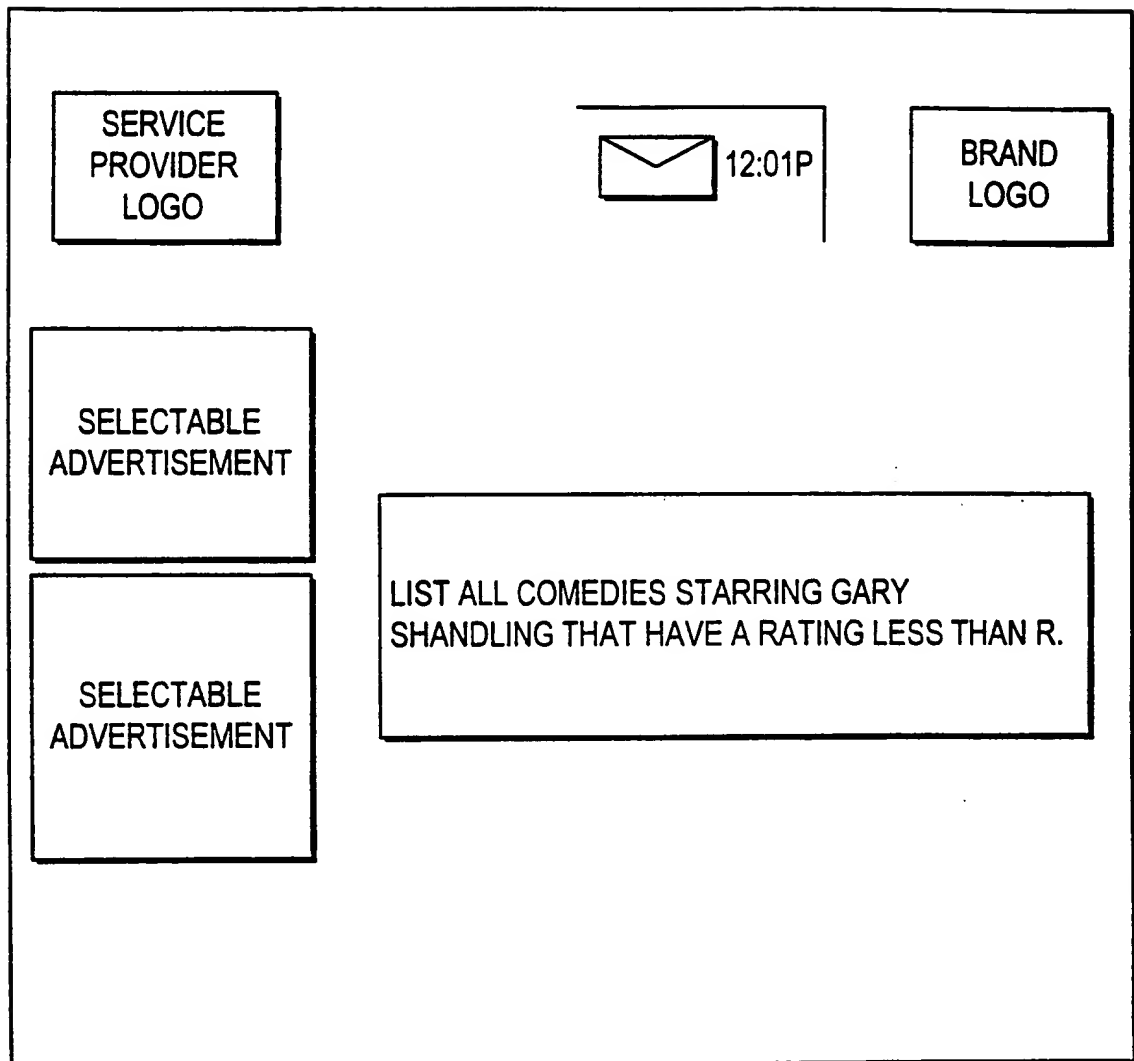 SERVICE
PROVIDER
LOGO
12:01P
BRAND
LOGO
SELECTABLE
ADVERTISEMENT
LIST ALL COMEDIES STARRING GARY
SHANDLING THAT HAVE A RATING LESS THAN R.
SELECTABLE
ADVERTISEMENT